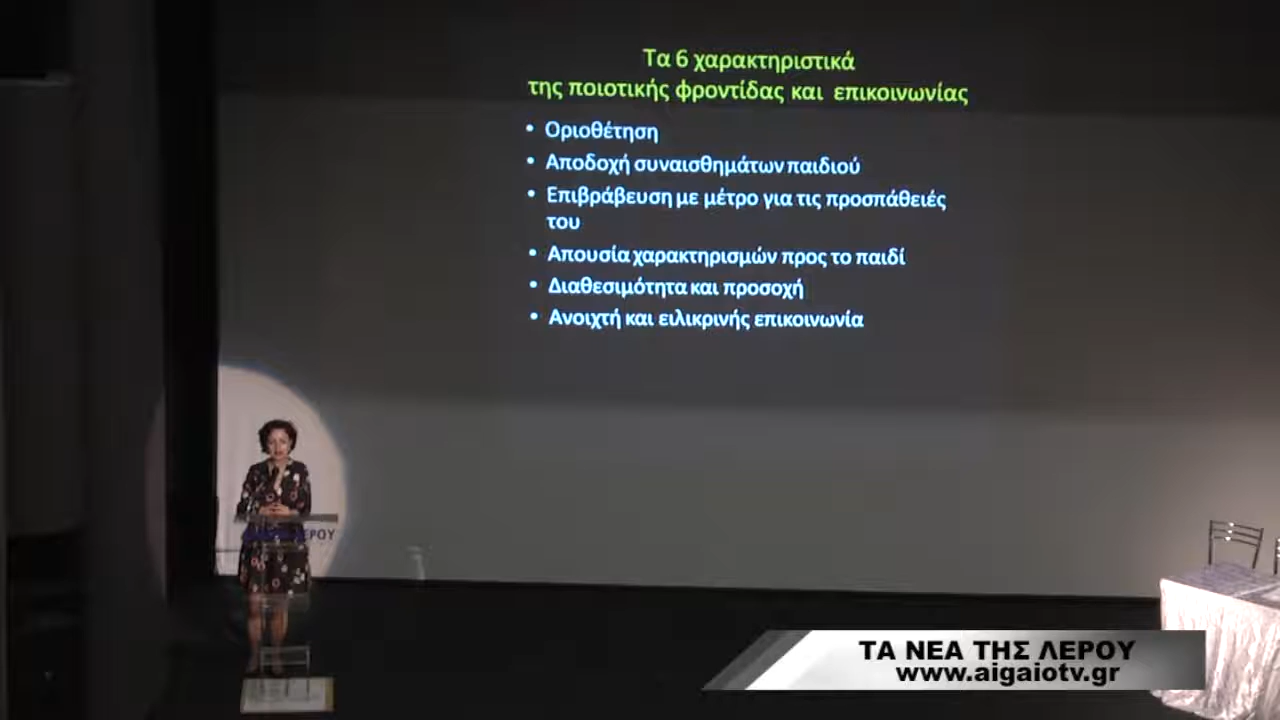 Τα 6 χαρακτηριστικά
της ποιοτικής φροντίδας και επικοινωνίας
• Οριοθέτηση
• Αποδοχή συναισθημάτων παιδιού
• Επιβράβευση με μέτρο για τις προσπάθειές
του
• Απουσία χαρακτηρισμών προς το παιδί
• Διαθεσιμότητα και προσοχή
• Ανοιχτή και ειλικρινής επικοινωνία
ΛΕΡΟΥ
ΤΑ ΝΕΑ ΤΗΣ ΛΕΡΟΥ
www.aigaiotv.gr